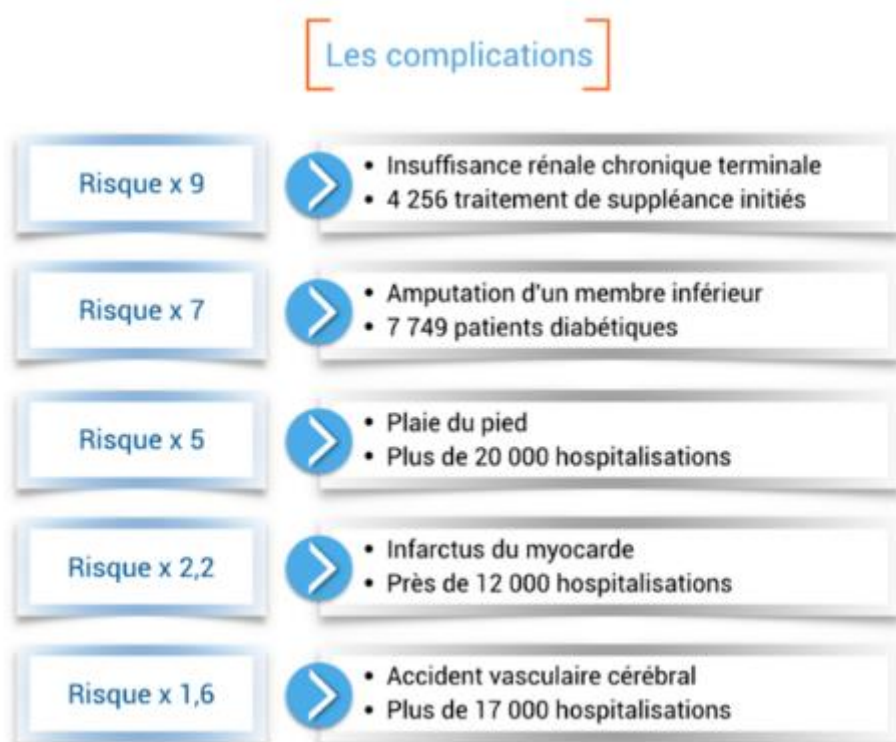 Les complications
Risque x 9
• Insuffisance rénale chronique terminale
• 4 256 traitement de suppléance initiés
Risque x 7
• Amputation d'un membre inférieur
• 7 749 patients diabétiques
Risque x 5
• Plaie du pied
• Plus de 20 000 hospitalisations
Risque x 2,2
• Infarctus du myocarde
• Près de 12 000 hospitalisations
Risque x 1,6
• Accident vasculaire cérébral
• Plus de 17 000 hospitalisations